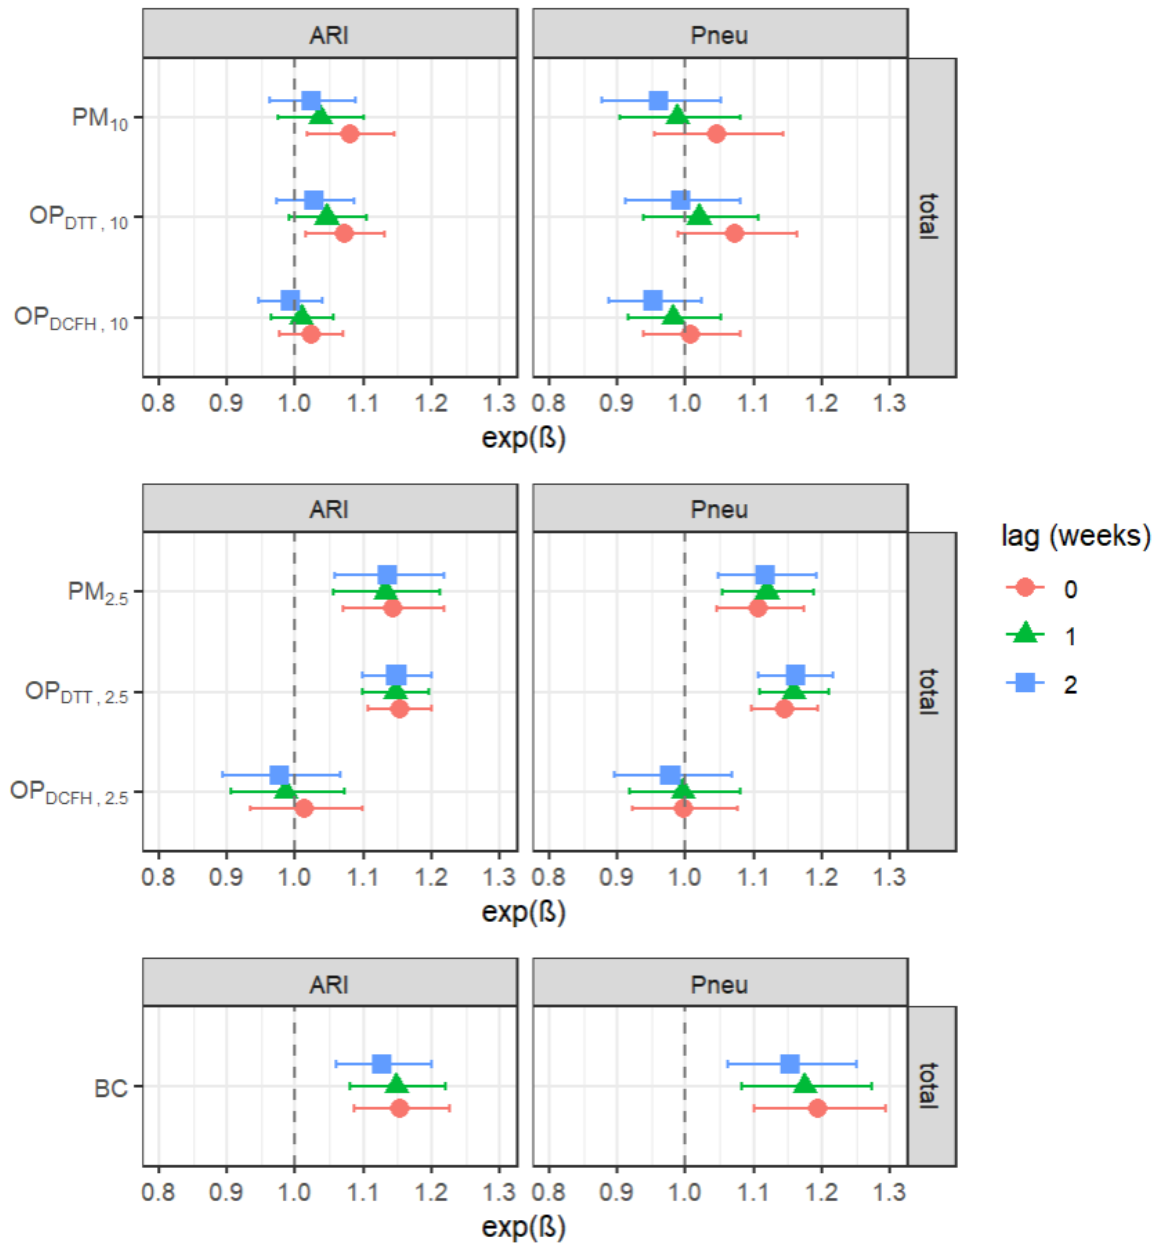 ARI Pneu
PM10
OPDTT , 10
OPDCFH , 10
total
0.8 0.9 1.0 1.1 1.2 1.3 0.8 0.9 1.0 1.1 1.2 1.3
exp(ß) exp(ß)
ARI Pneu
PM2.5
OPDTT , 2.5
OPDCFH , 2.5
total
0.8 0.9 1.0 1.1 1.2 1.3 0.8 0.9 1.0 1.1 1.2 1.3
exp(ß)
lag (weeks)
0
1
2
ARI Pneu
BC
total
0.8 0.9 1.0 1.1 1.2 1.3 0.8 0.9 1.0 1.1 1.2 1.3
exp(ß)